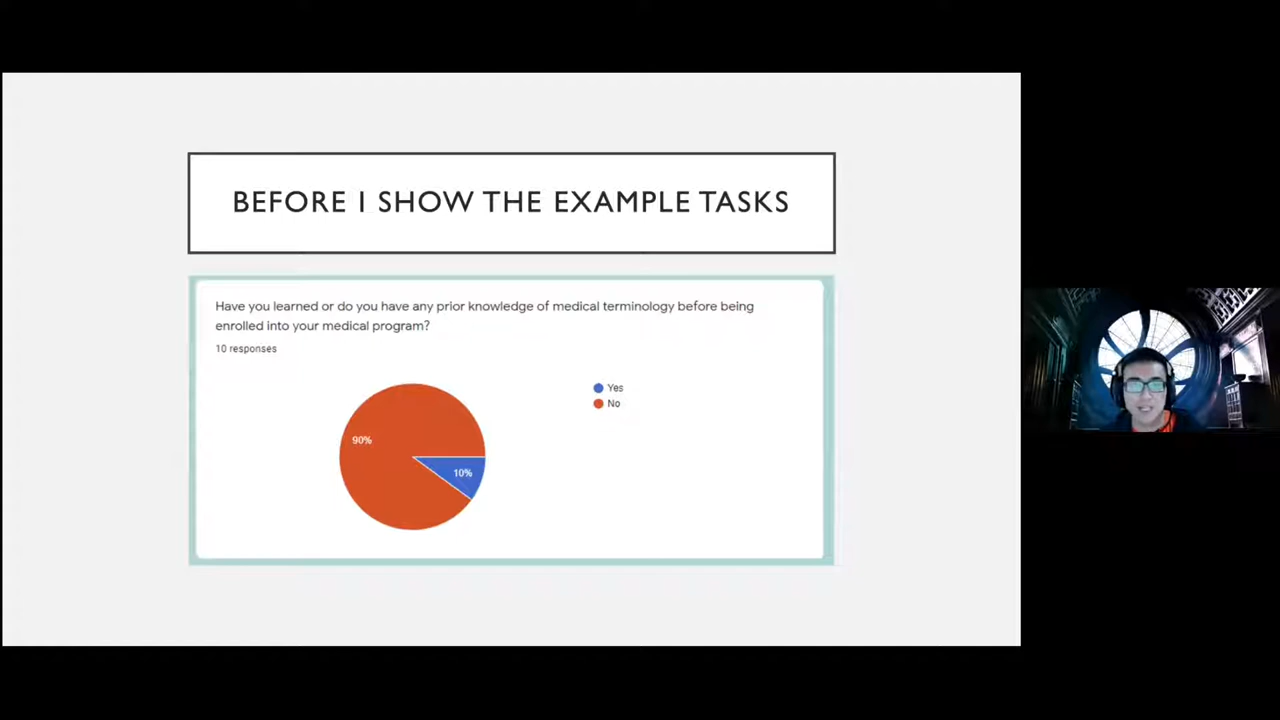 BEFORE I SHOW THE EXAMPLE TASKS
Have you learned or do you have any prior knowledge of medical terminology before being
enrolled into your medical program?
10 responses
Yes
No
90%
10%